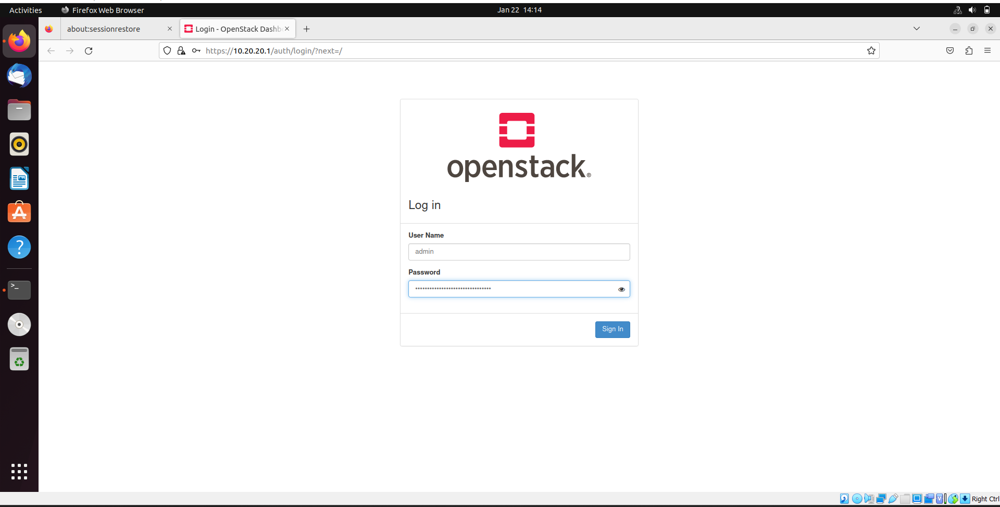 Activities
Firefox Web Browser
Jan 22 14:14
about:sessionrestore
Login - OpenStack Dashb
https://10.20.20.1/auth/login/?next=/
openstack.®
Log in
User Name
admin
Password
••••••••••••••••••••••••••••••••
Sign In
Right Ctrl